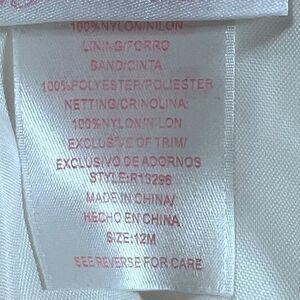 100%NYLON/NILON
LINING/FORRO
BAND/CINTA
100%POLYESTER/POLIESTER
NETTING/CRINOLINA:
100%NYLON/NILON
EXCLUSIVE OF TRIM/
EXCLUSIVO DE ADORNOS
STYLE:R13296
MADE IN CHINA/
HECHO EN CHINA
SIZE:12M
SEE REVERSE FOR CARE